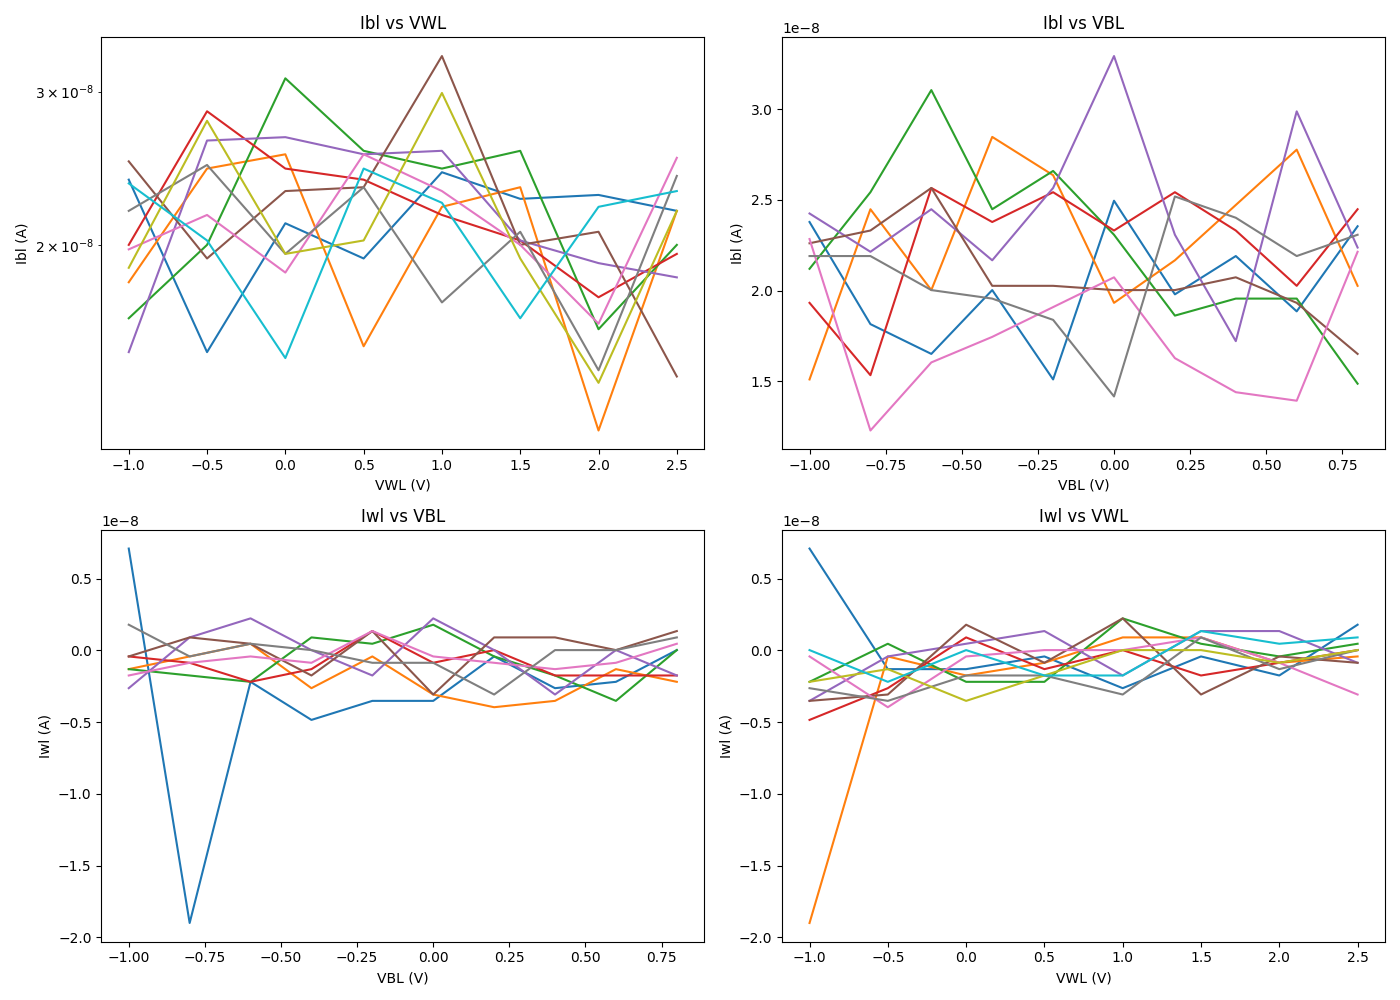 Ibl vs VWL
3 × 10⁻⁸
2 × 10⁻⁸
Ibl (A)
−1.0 −0.5 0.0 0.5 1.0 1.5 2.0 2.5
VWL (V)
Ibl vs VBL
1e−8
3.0
2.5
2.0
1.5
Ibl (A)
−1.00 −0.75 −0.50 −0.25 0.00 0.25 0.50 0.75
VBL (V)
Iwl vs VBL
1e−8
0.5
0.0
−0.5
−1.0
−1.5
−2.0
Iwl (A)
−1.00 −0.75 −0.50 −0.25 0.00 0.25 0.50 0.75
VBL (V)
Iwl vs VWL
1e−8
0.5
0.0
−0.5
−1.0
−1.5
−2.0
Iwl (A)
−1.0 −0.5 0.0 0.5 1.0 1.5 2.0 2.5
VWL (V)